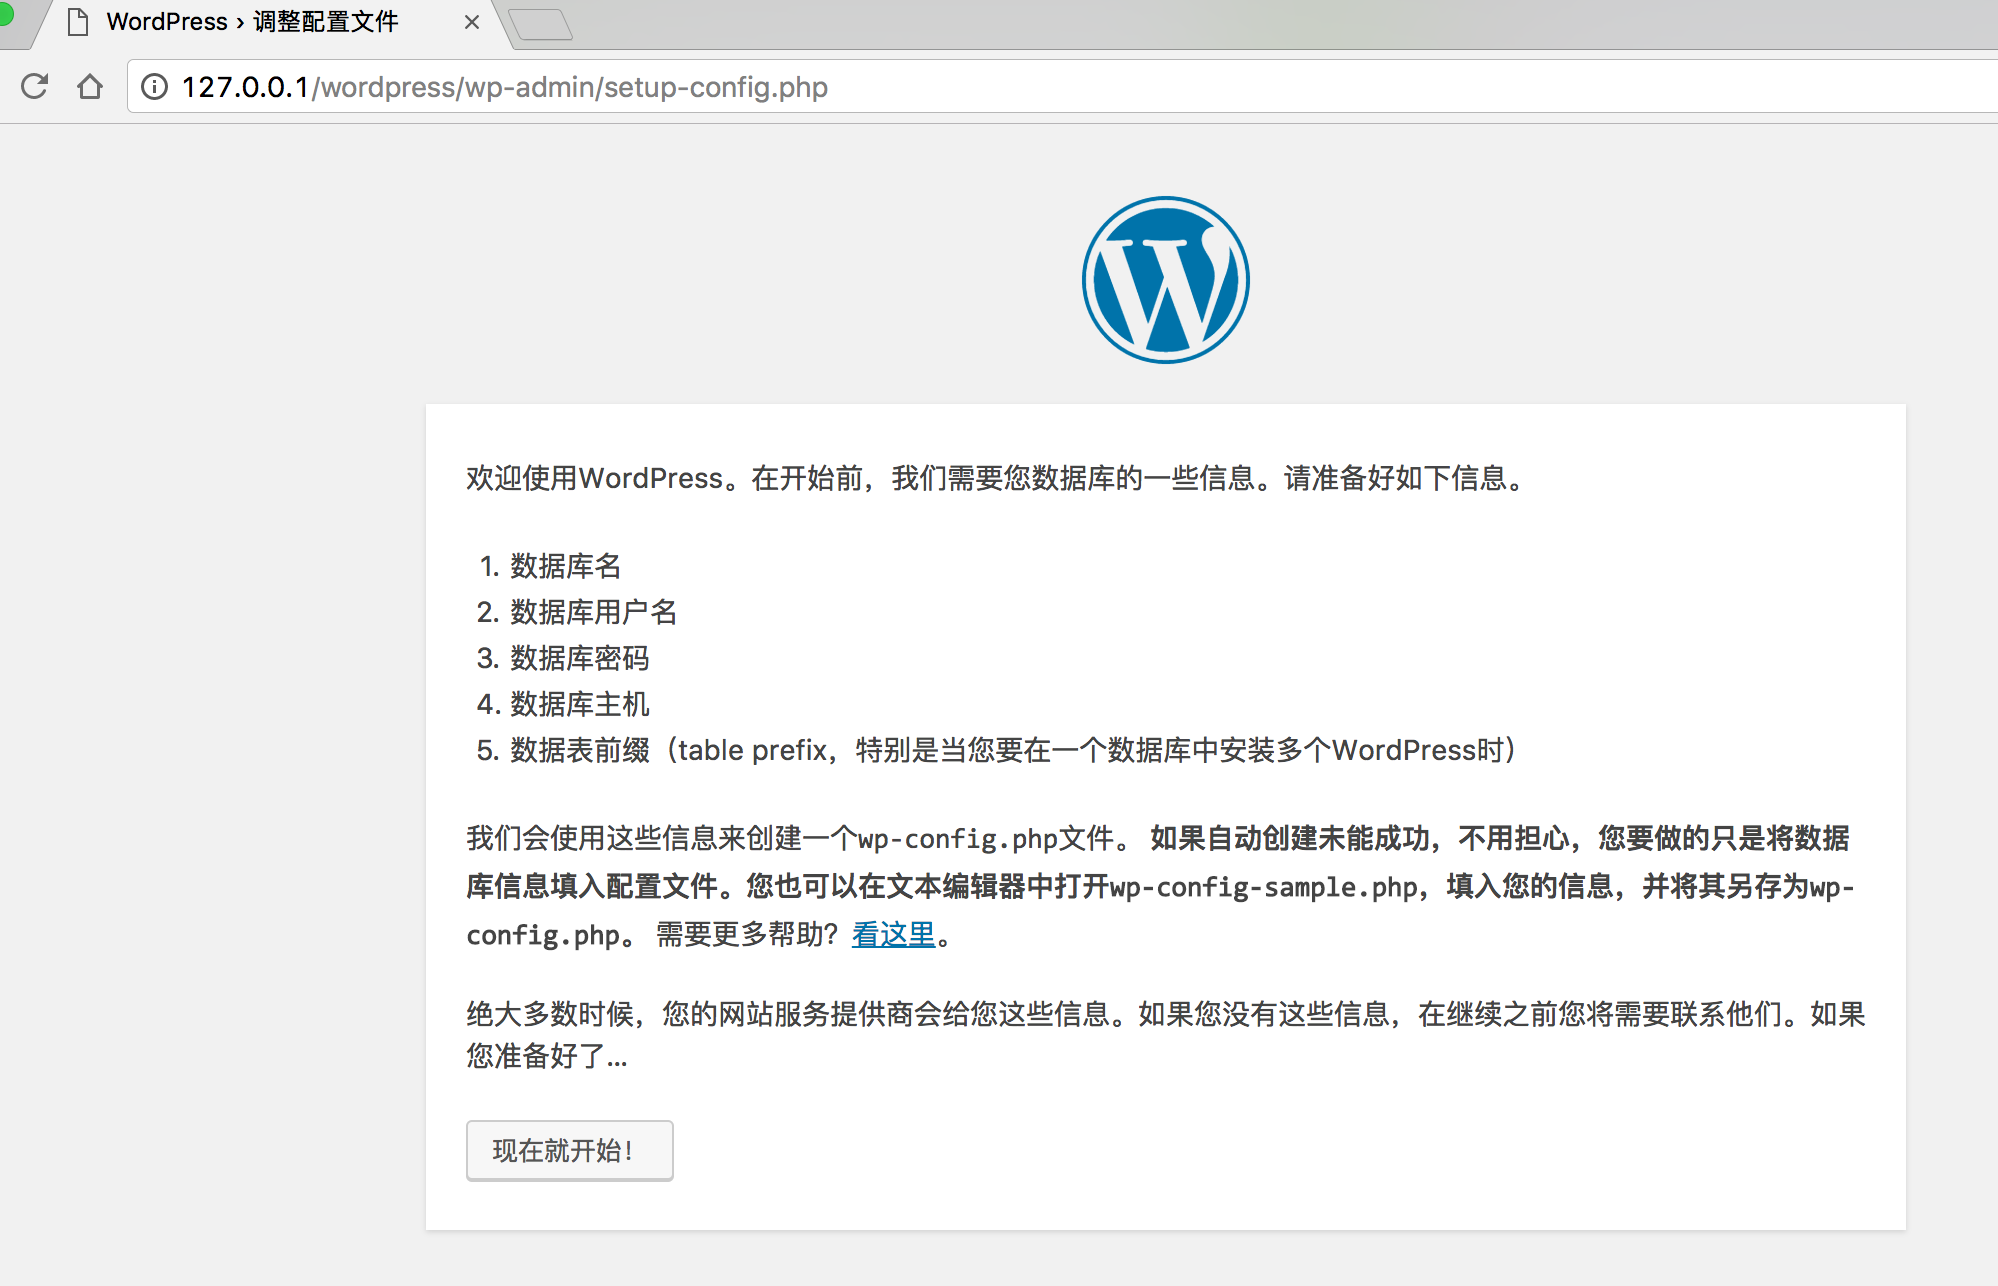 WordPress › 调整配置文件
127.0.0.1/wordpress/wp-admin/setup-config.php
欢迎使用WordPress。在开始前，我们需要您数据库的一些信息。请准备好如下信息。
1. 数据库名
2. 数据库用户名
3. 数据库密码
4. 数据库主机
5. 数据表前缀（table prefix，特别是当您要在一个数据库中安装多个WordPress时）
我们会使用这些信息来创建一个wp-config.php文件。 如果自动创建未能成功，不用担心，您要做的只是将数据
库信息填入配置文件。您也可以在文本编辑器中打开wp-config-sample.php，填入您的信息，并将其另存为wp-
config.php。 需要更多帮助？看这里。
绝大多数时候，您的网站服务提供商会给您这些信息。如果您没有这些信息，在继续之前您将需要联系他们。如果
您准备好了…
现在就开始！